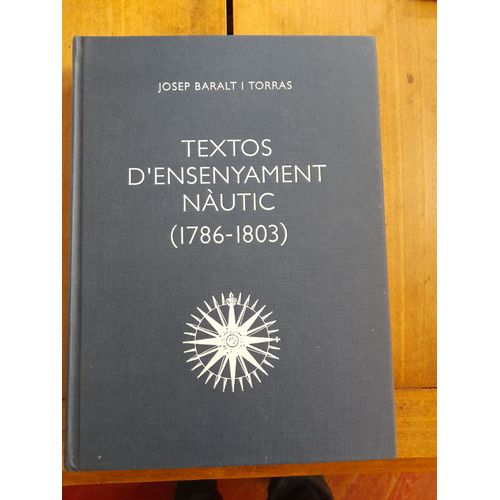 JOSEP BARALT I TORRAS
TEXTOS
D'ENSENYAMENT
NÀUTIC
(1786-1803)